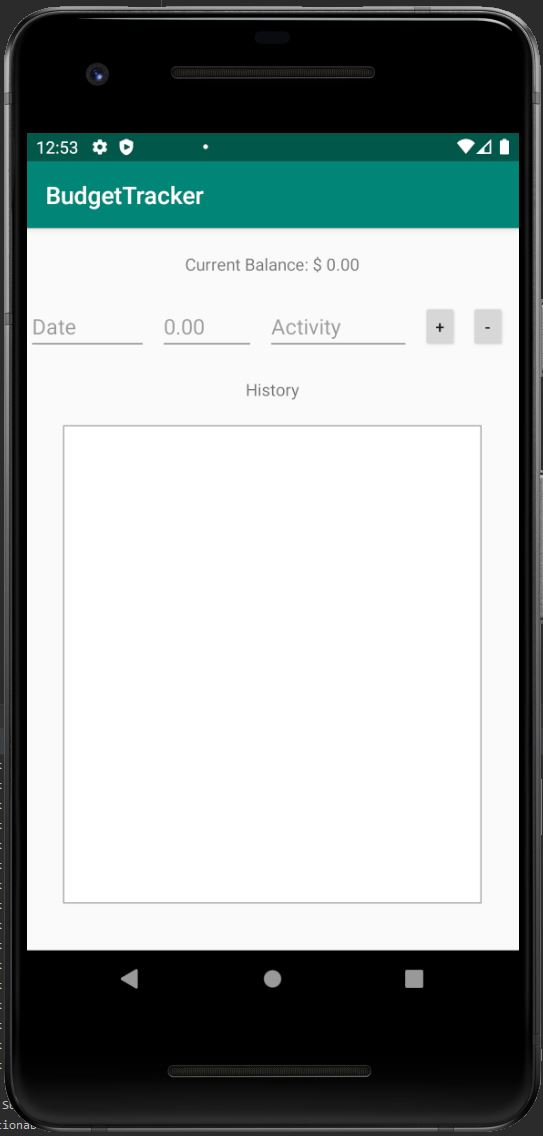 12:53
BudgetTracker
Current Balance: $ 0.00
Date 0.00 Activity + -
History